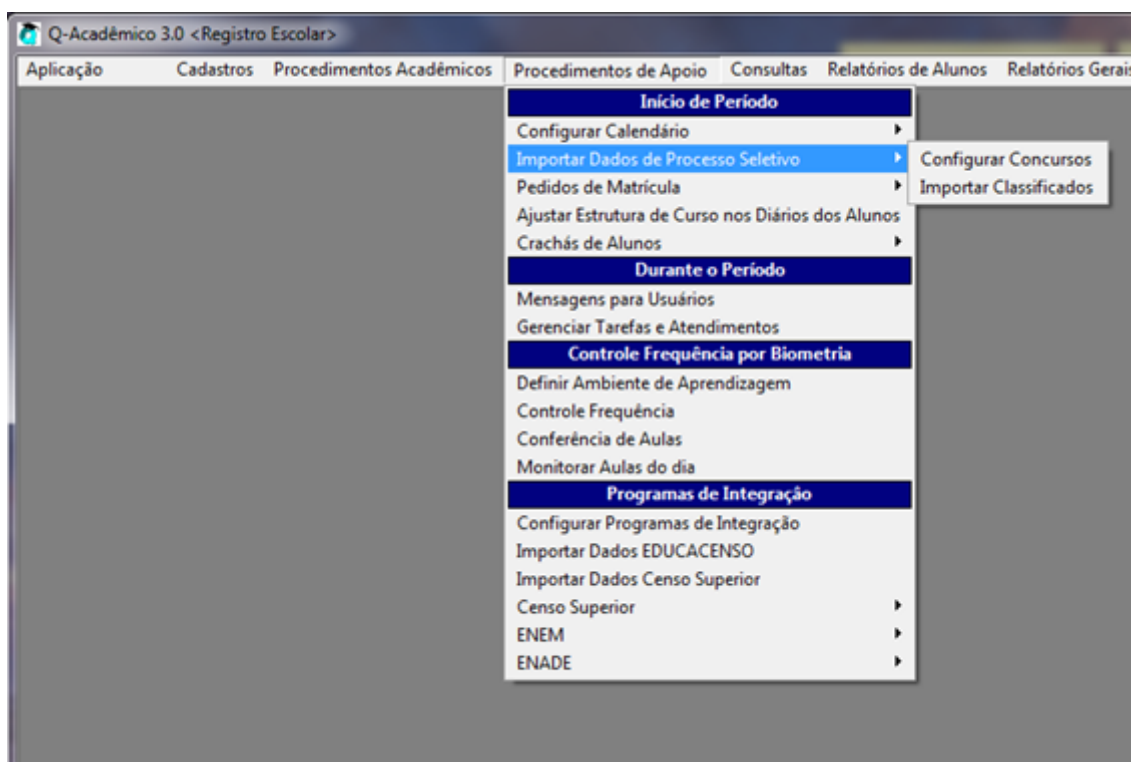 Q-Acadêmico 3.0 <Registro Escolar>
Aplicação Cadastros Procedimentos Acadêmicos Procedimentos de Apoio Consultas Relatórios de Alunos Relatórios Gerais
Início de Período
Configurar Calendário
Importar Dados de Processo Seletivo
Configurar Concursos
Pedidos de Matrícula
Importar Classificados
Ajustar Estrutura de Curso nos Diários dos Alunos
Crachás de Alunos
Durante o Período
Mensagens para Usuários
Gerenciar Tarefas e Atendimentos
Controle Frequência por Biometria
Definir Ambiente de Aprendizagem
Controle Frequência
Conferência de Aulas
Monitorar Aulas do dia
Programas de Integração
Configurar Programas de Integração
Importar Dados EDUCACENSO
Importar Dados Censo Superior
Censo Superior
ENEM
ENADE